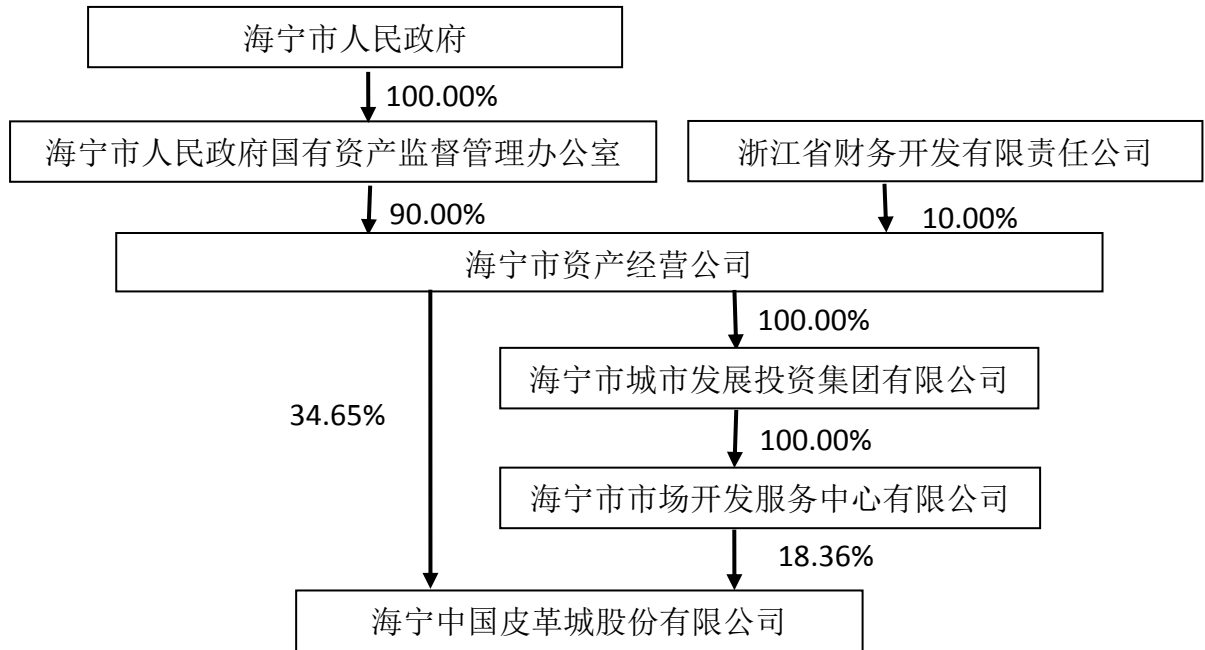 海宁市人民政府
100.00%
海宁市人民政府国有资产监督管理办公室
浙江省财务开发有限责任公司
90.00%
10.00%
海宁市资产经营公司
100.00%
海宁市城市发展投资集团有限公司
34.65%
100.00%
海宁市市场开发服务中心有限公司
18.36%
海宁中国皮革城股份有限公司